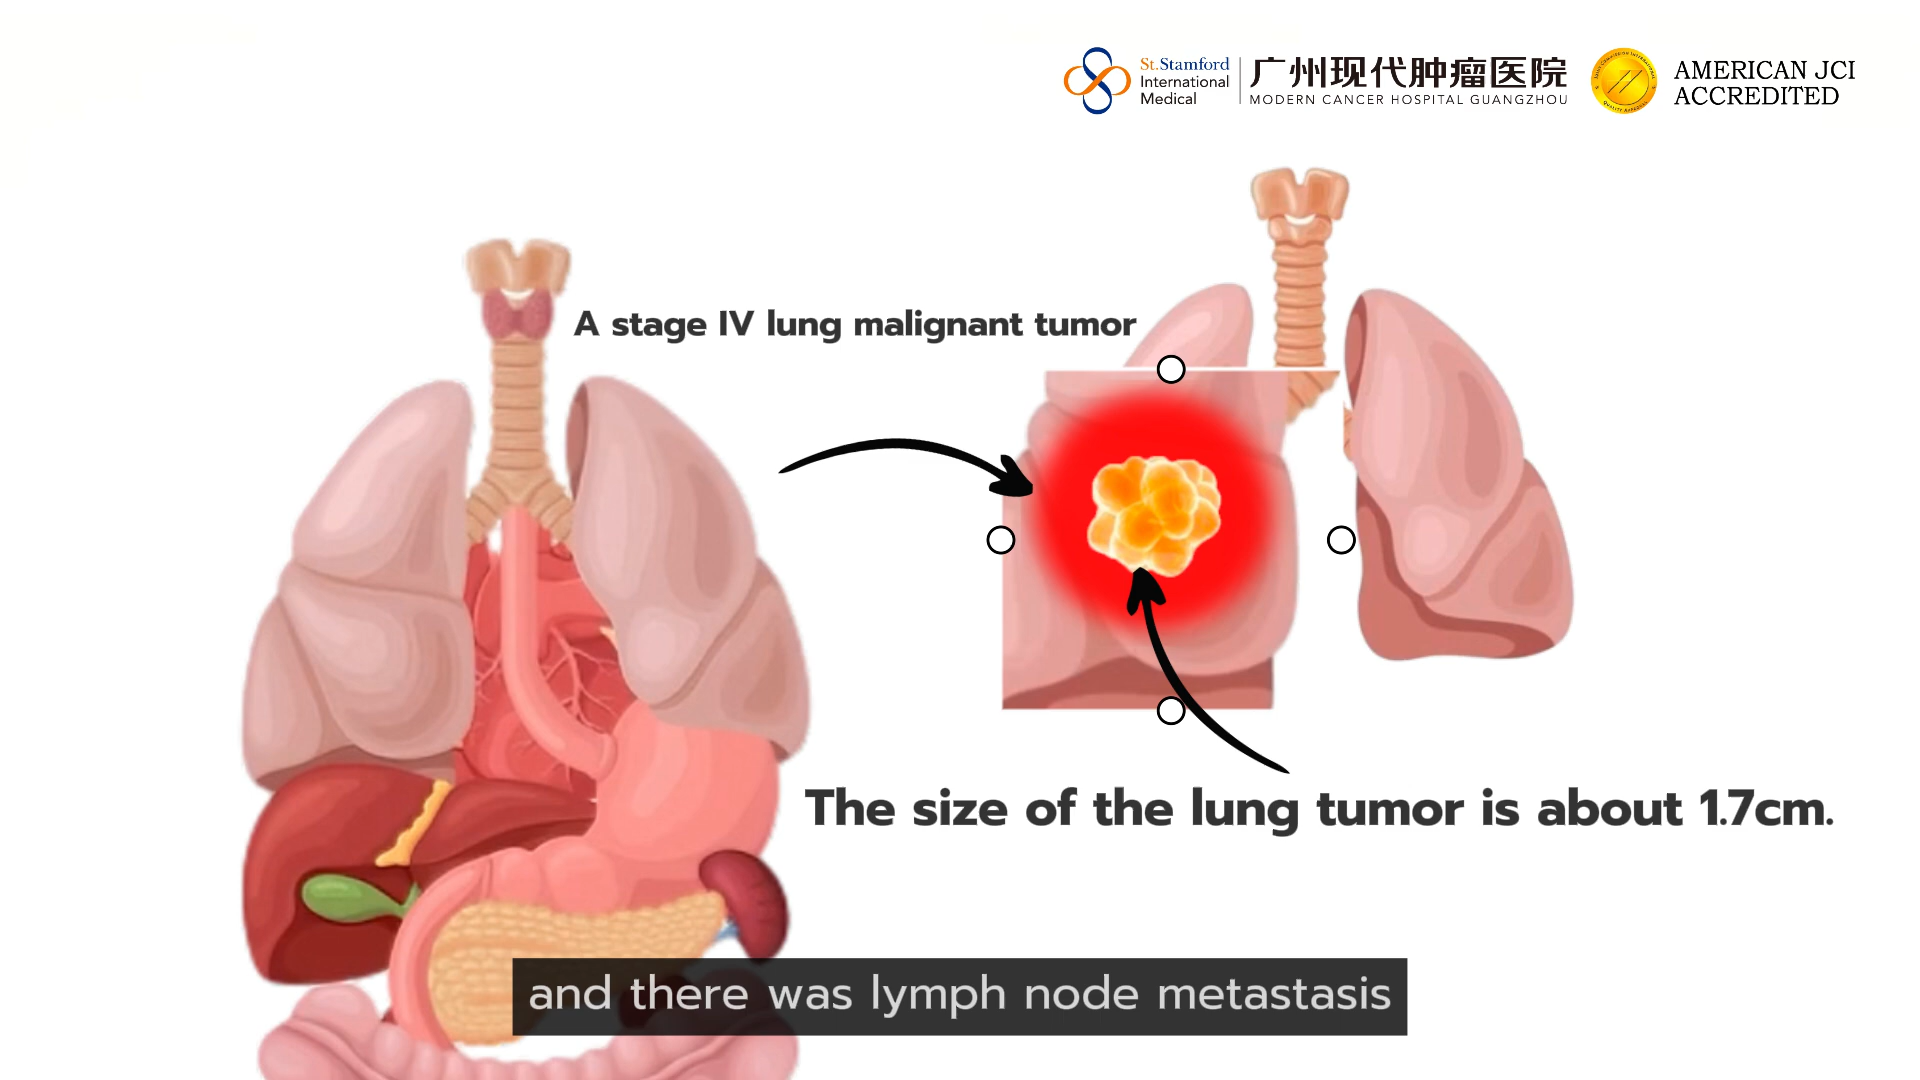 St.Stamford
International
Medical
广州现代肿瘤医院
MODERN CANCER HOSPITAL GUANGZHOU
AMERICAN JCI
ACCREDITED
A stage IV lung malignant tumor
The size of the lung tumor is about 1.7cm.
and there was lymph node metastasis